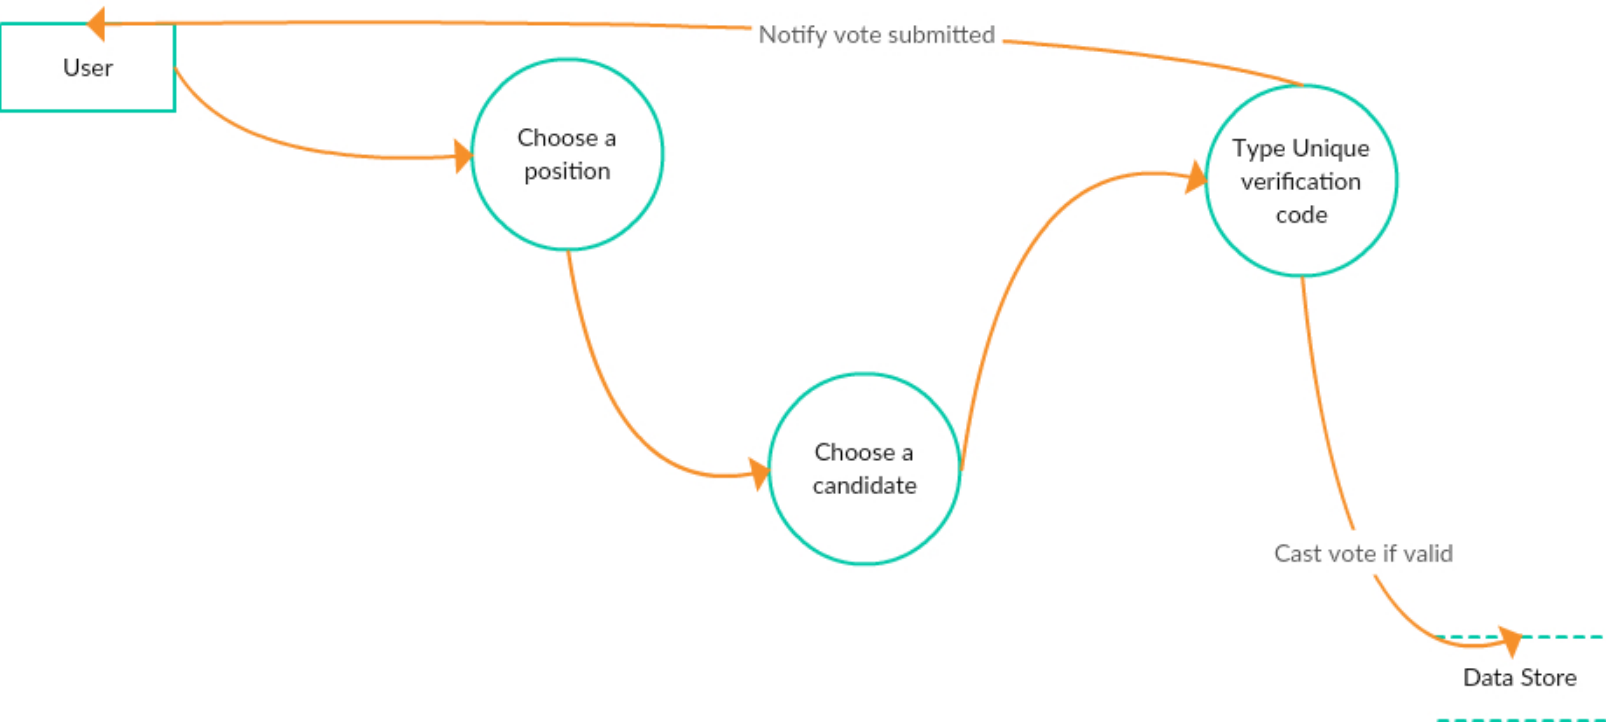 Notify vote submitted
User
Choose a
position
Type Unique
verification
code
Choose a
candidate
Cast vote if valid
Data Store